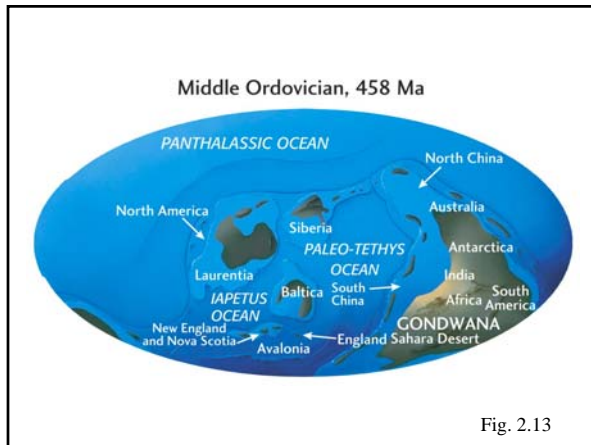 Middle Ordovician, 458 Ma
PANTHALASSIC OCEAN
North China
North America
Siberia
Australia
PALEO-TETHYS
OCEAN
Antarctica
Laurentia
IAPETUS
OCEAN
Baltica
South
China
India
Africa
South
America
GONDWANA
New England
and Nova Scotia
Avalonia
England
Sahara Desert
Fig. 2.13